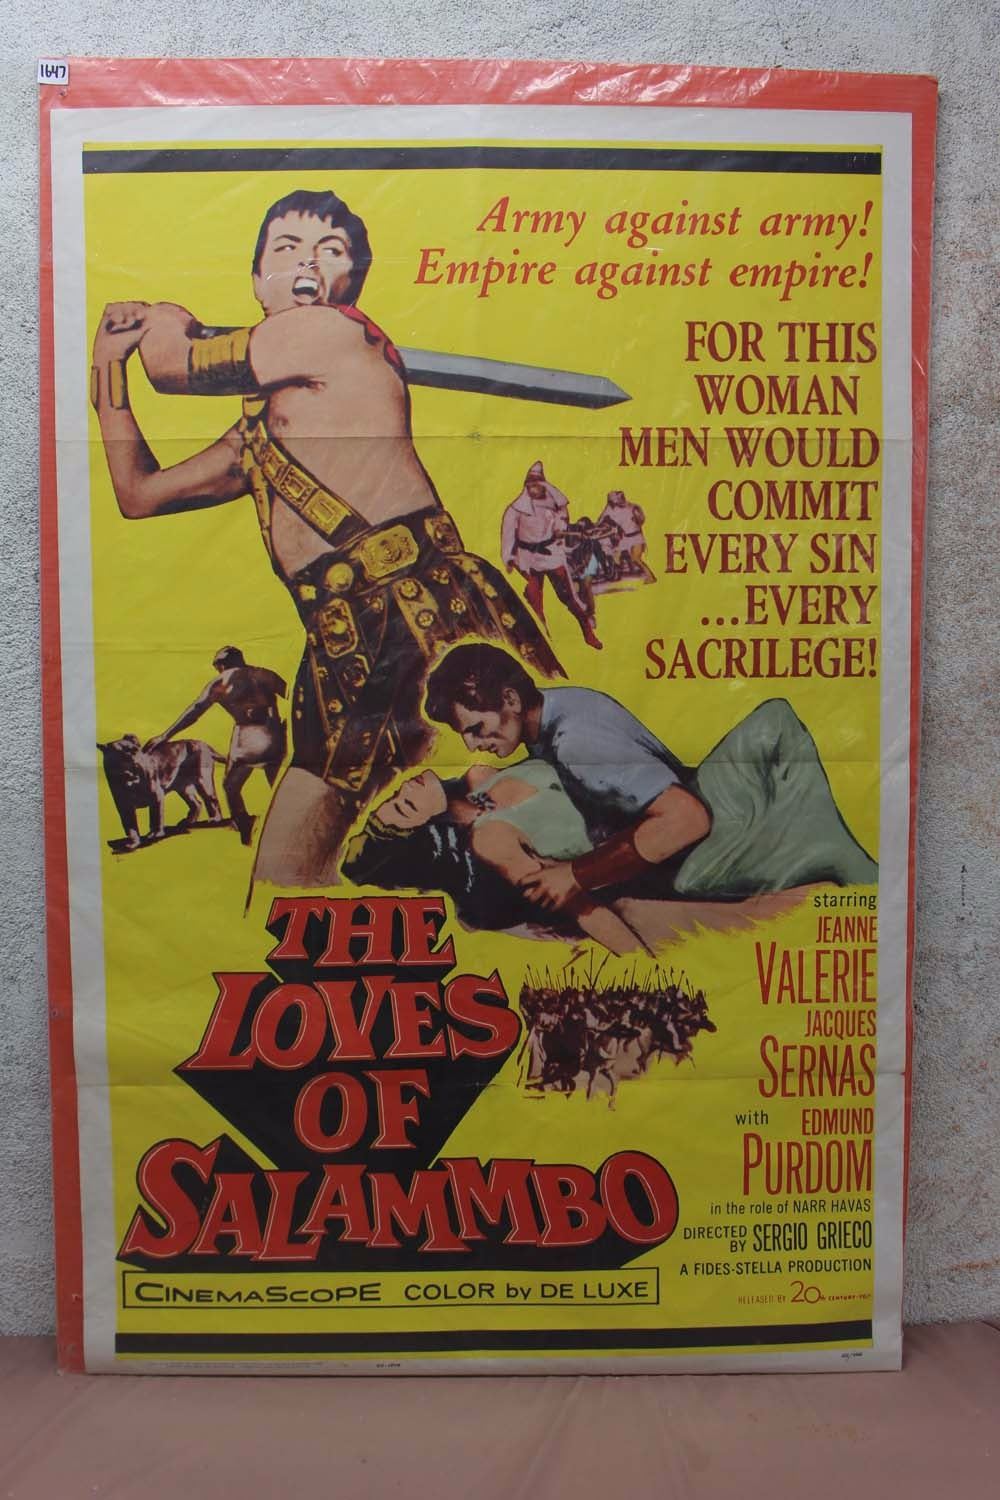 1647
Army against army!
Empire against empire!
FOR THIS
WOMAN
MEN WOULD
COMMIT
EVERY SIN
...EVERY
SACRILEGE!
starring
JEANNE
VALERIE
JACQUES
SERNAS
with EDMUND
PURDOM
in the role of NARR HAVAS
DIRECTED BY SERGIO GRIECO
A FIDES-STELLA PRODUCTION
RELEASED BY 20th CENTURY-FOX
THE
LOVES
OF
SALAMMBO
CINEMASCOPE COLOR by DE LUXE